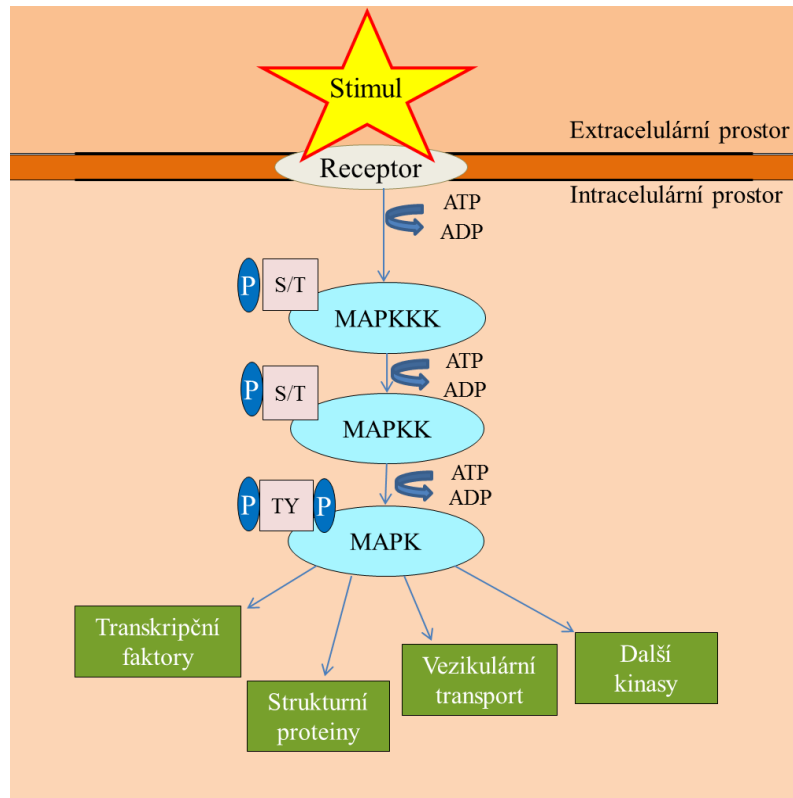 Stimul
Extracelulární prostor
Receptor
Intracelulární prostor
ATP
ADP
P
S/T
MAPKKK
ATP
ADP
P
S/T
MAPKK
ATP
ADP
P
TY
P
MAPK
Transkripční
faktory
Strukturní
proteiny
Vezikulární
transport
Další
kinasy